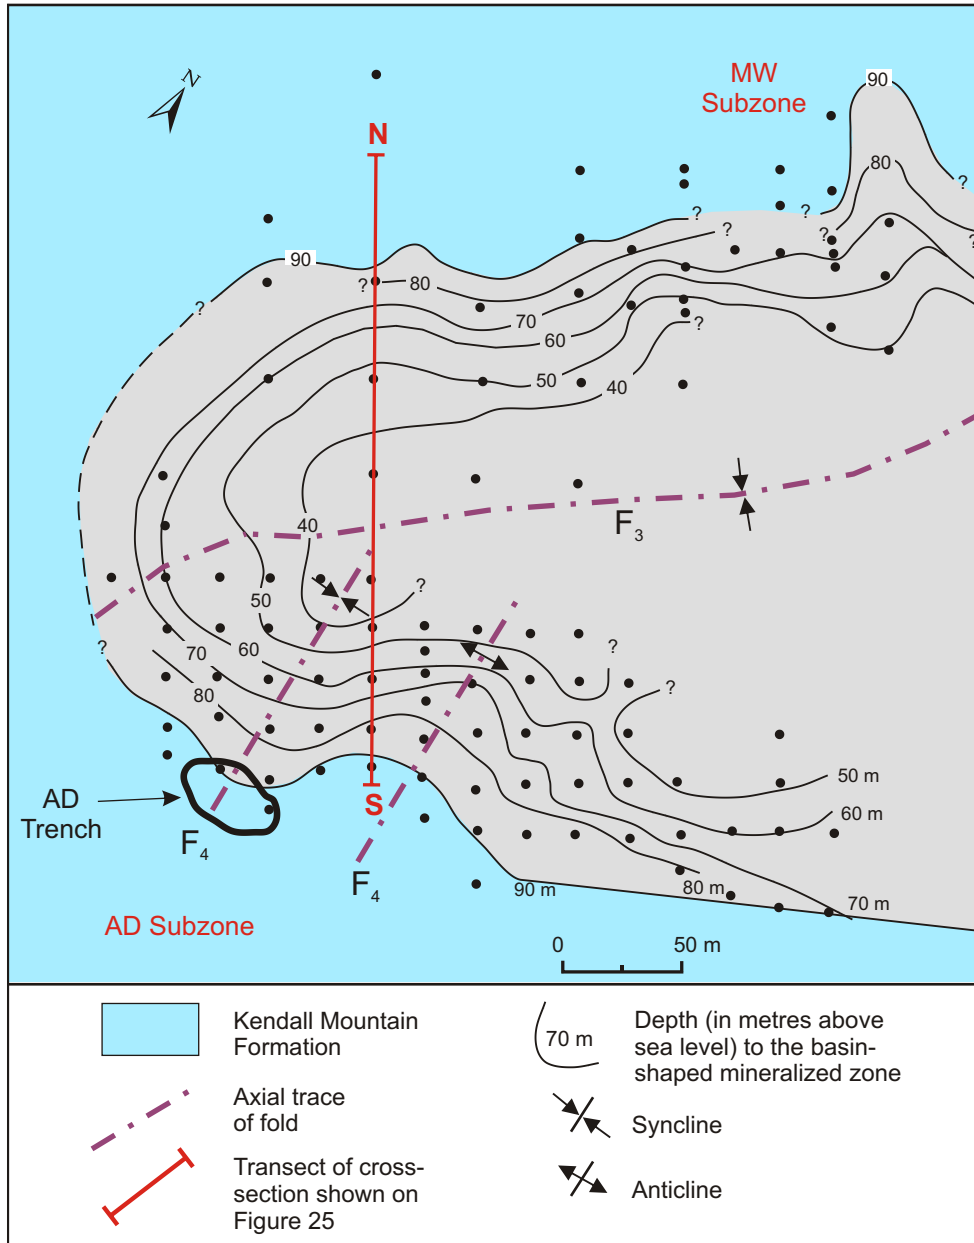 N
MW
Subzone
90
N
80
?
?
?
?
?
90
?
80
?
70
60
50
40
?
F3
40
50
?
?
60
70
80
?
?
AD
Trench
S
F4
F4
50 m
60 m
90 m
80 m
70 m
AD Subzone
0 50 m
Kendall Mountain
Formation
Axial trace
of fold
Transect of cross-
section shown on
Figure 25
70 m
Depth (in metres above
sea level) to the basin-
shaped mineralized zone
Syncline
Anticline